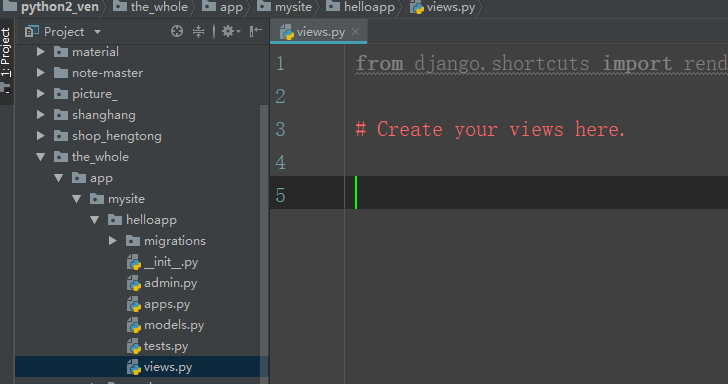 python2_ven the_whole app mysite helloapp views.py
1: Project
Project
material
note-master
picture_
shanghang
shop_hengtong
the_whole
app
mysite
helloapp
migrations
__init__.py
admin.py
apps.py
models.py
tests.py
views.py
views.py
1 from django.shortcuts import rend
2
3 # Create your views here.
4
5